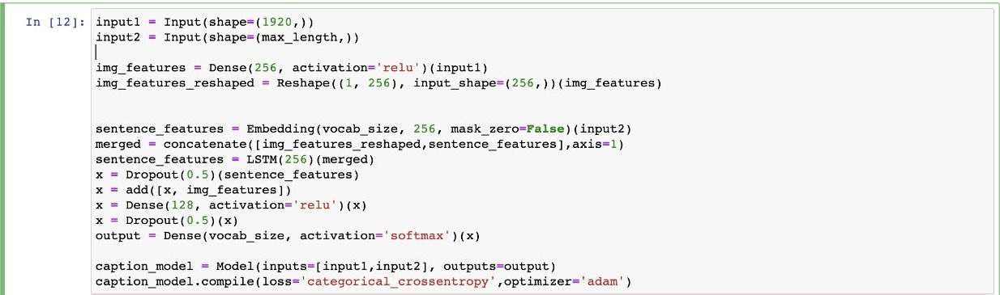 In [12]: input1 = Input(shape=(1920,))
input2 = Input(shape=(max_length,))
img_features = Dense(256, activation='relu')(input1)
img_features_reshaped = Reshape((1, 256), input_shape=(256,))(img_features)
sentence_features = Embedding(vocab_size, 256, mask_zero=False)(input2)
merged = concatenate([img_features_reshaped,sentence_features],axis=1)
sentence_features = LSTM(256)(merged)
x = Dropout(0.5)(sentence_features)
x = add([x, img_features])
x = Dense(128, activation='relu')(x)
x = Dropout(0.5)(x)
output = Dense(vocab_size, activation='softmax')(x)
caption_model = Model(inputs=[input1,input2], outputs=output)
caption_model.compile(loss='categorical_crossentropy',optimizer='adam')